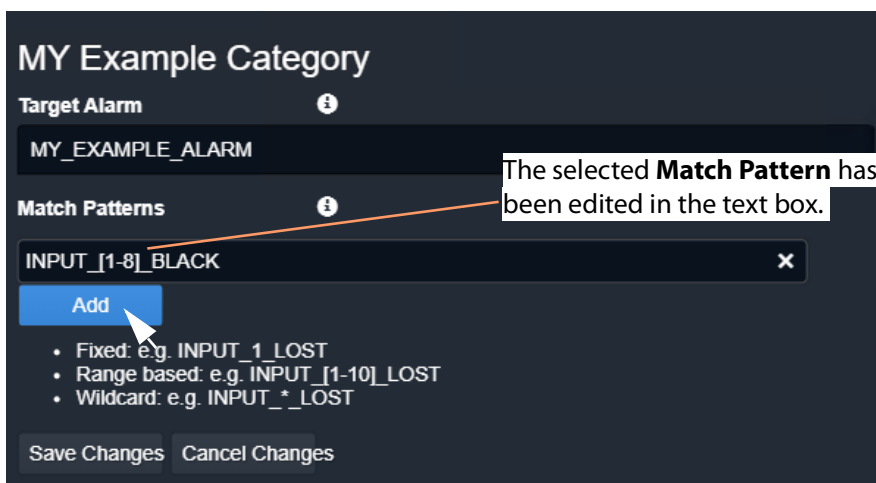 MY Example Category
Target Alarm
MY_EXAMPLE_ALARM
The selected Match Pattern has
been edited in the text box.
Match Patterns
INPUT_[1-8]_BLACK
Add
• Fixed: e.g. INPUT_1_LOST
• Range based: e.g. INPUT_[1-10]_LOST
• Wildcard: e.g. INPUT_*_LOST
Save Changes Cancel Changes